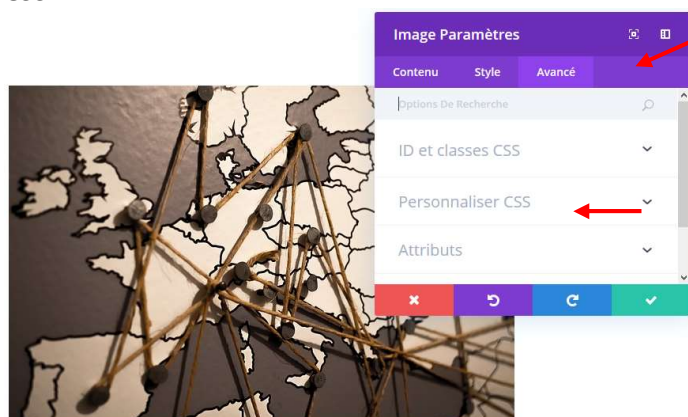 Image Paramètres
Contenu Style Avancé
Options De Recherche
ID et classes CSS
Personnaliser CSS
Attributs